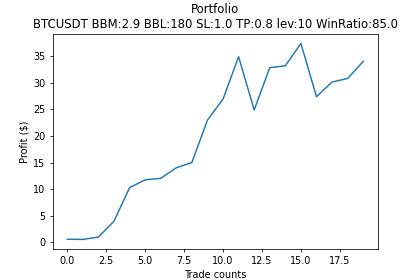 Portfolio
BTCUSDT BBM:2.9 BBL:180 SL:1.0 TP:0.8 lev:10 WinRatio:85.0
Profit ($)
35
30
25
20
15
10
5
0
0.0 2.5 5.0 7.5 10.0 12.5 15.0 17.5
Trade counts